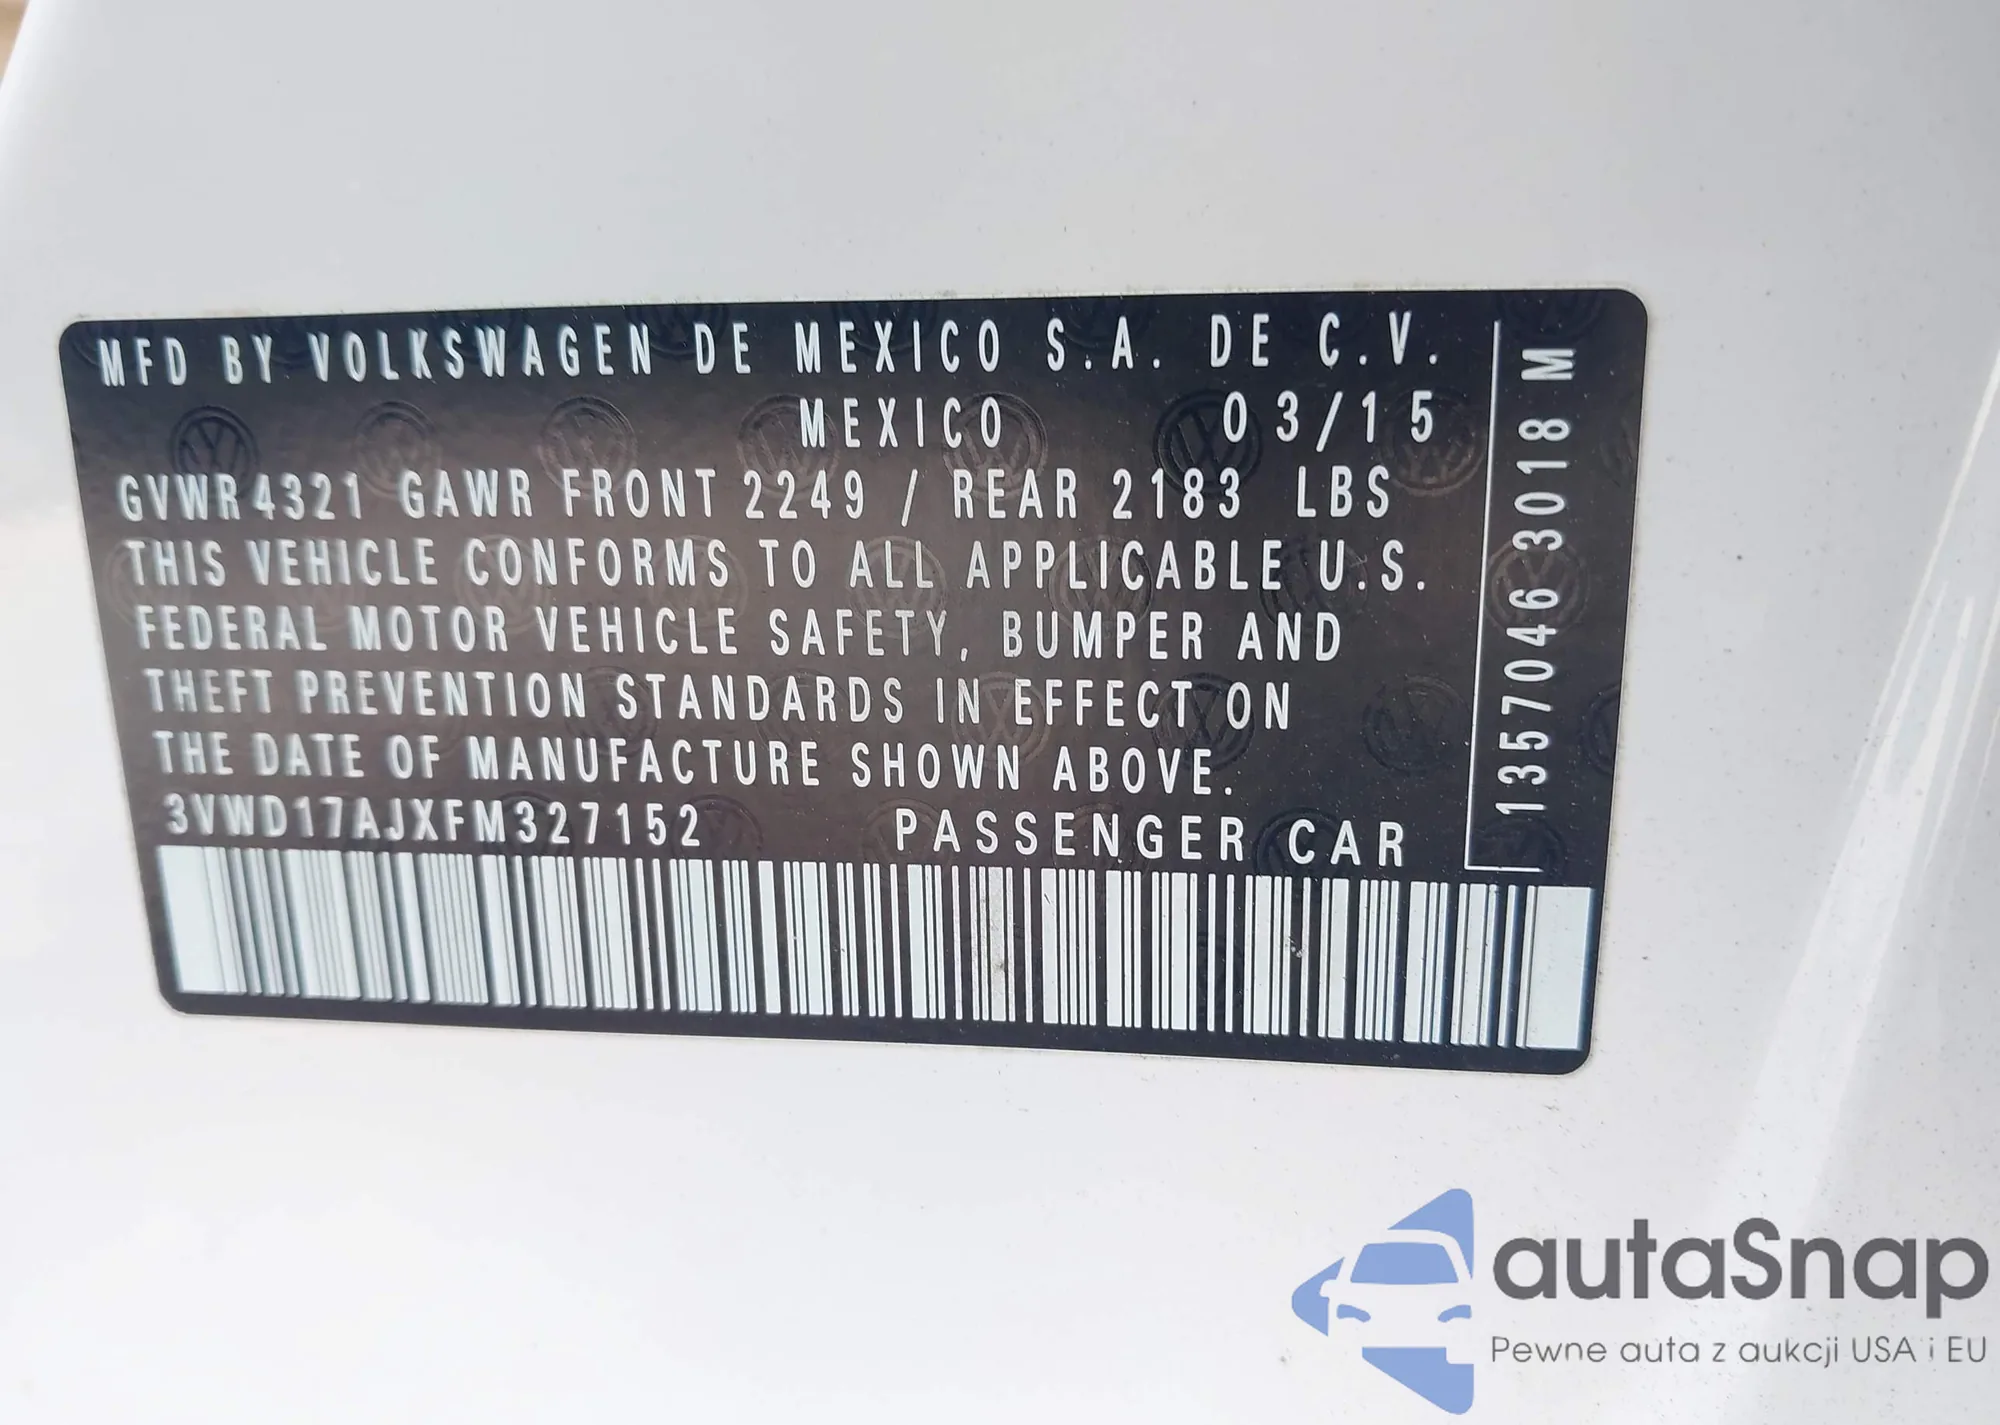 MFD BY VOLKSWAGEN DE MEXICO S.A. DE C.V.
MEXICO 03/15
GVWR 4321 GAWR FRONT 2249 / REAR 2183 LBS
THIS VEHICLE CONFORMS TO ALL APPLICABLE U.S.
FEDERAL MOTOR VEHICLE SAFETY, BUMPER AND
THEFT PREVENTION STANDARDS IN EFFECT ON
THE DATE OF MANUFACTURE SHOWN ABOVE.
3VWD17AJXFM327152 PASSENGER CAR
1357046 3018 M
autaSnap
Pewne auta z aukcji USA i EU